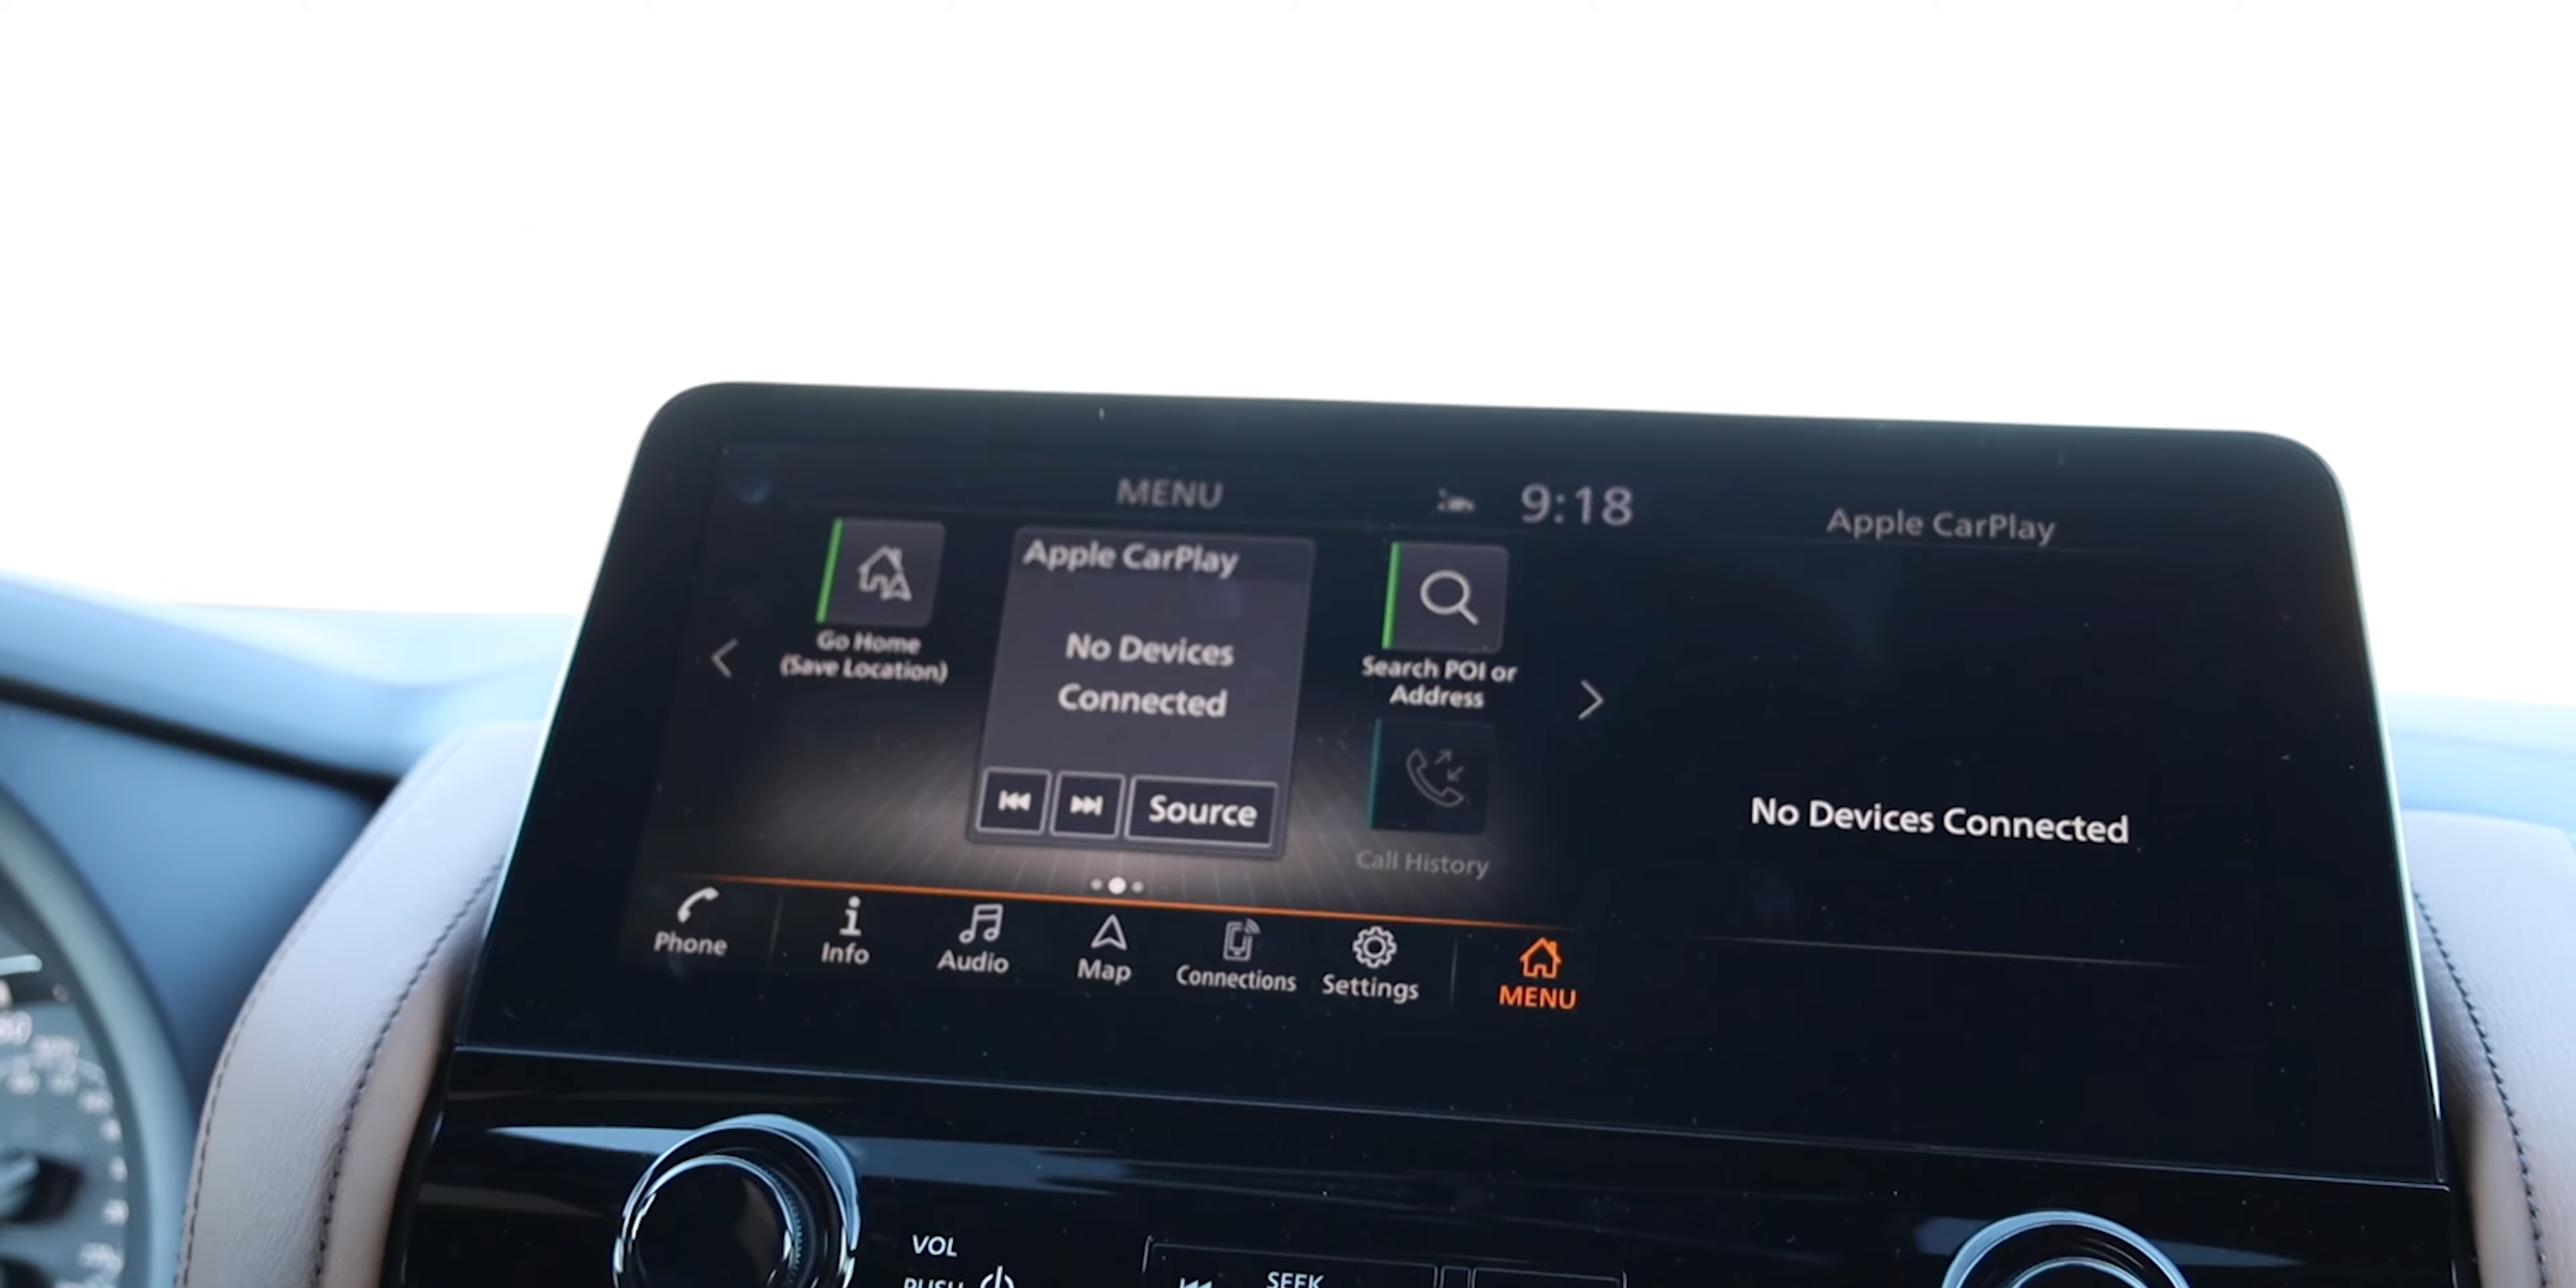 MENU
9:18
Apple CarPlay
Apple CarPlay
Go Home
(Save Location)
No Devices
Connected
Source
Search POI or
Address
Call History
No Devices Connected
Phone
Info
Audio
Map
Connections
Settings
MENU
VOL
PUSH
SEEK